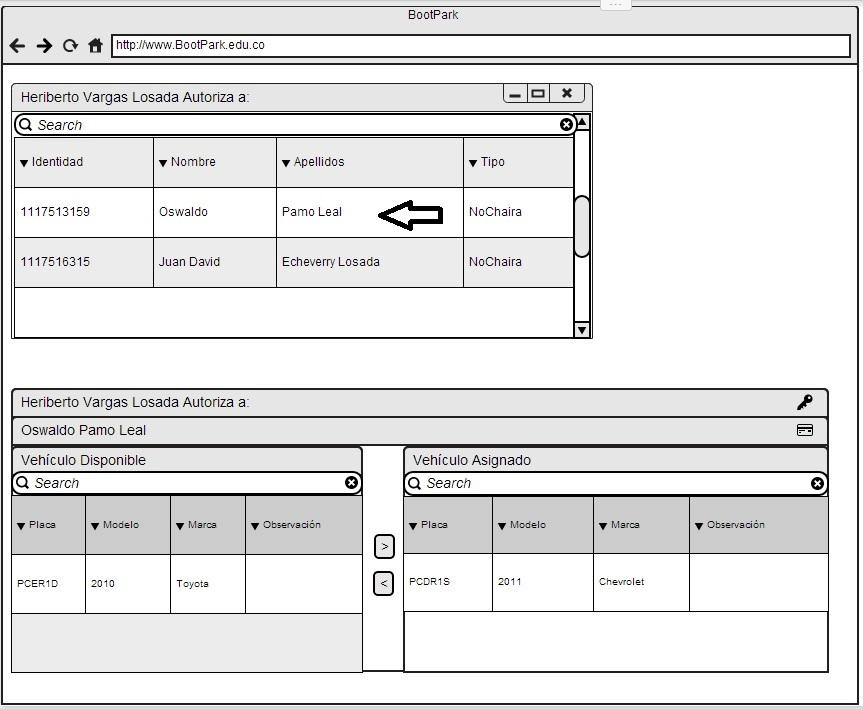 BootPark
http://www.BootPark.edu.co
Heriberto Vargas Losada Autoriza a:
Search
Identidad Nombre Apellidos Tipo
1117513159 Oswaldo Pamo Leal NoChaira
1117516315 Juan David Echeverry Losada NoChaira
Heriberto Vargas Losada Autoriza a:
Oswaldo Pamo Leal
Vehículo Disponible
Search
Placa Modelo Marca Observación
PCER1D 2010 Toyota
>
<
Vehículo Asignado
Search
Placa Modelo Marca Observación
PCDR1S 2011 Chevrolet